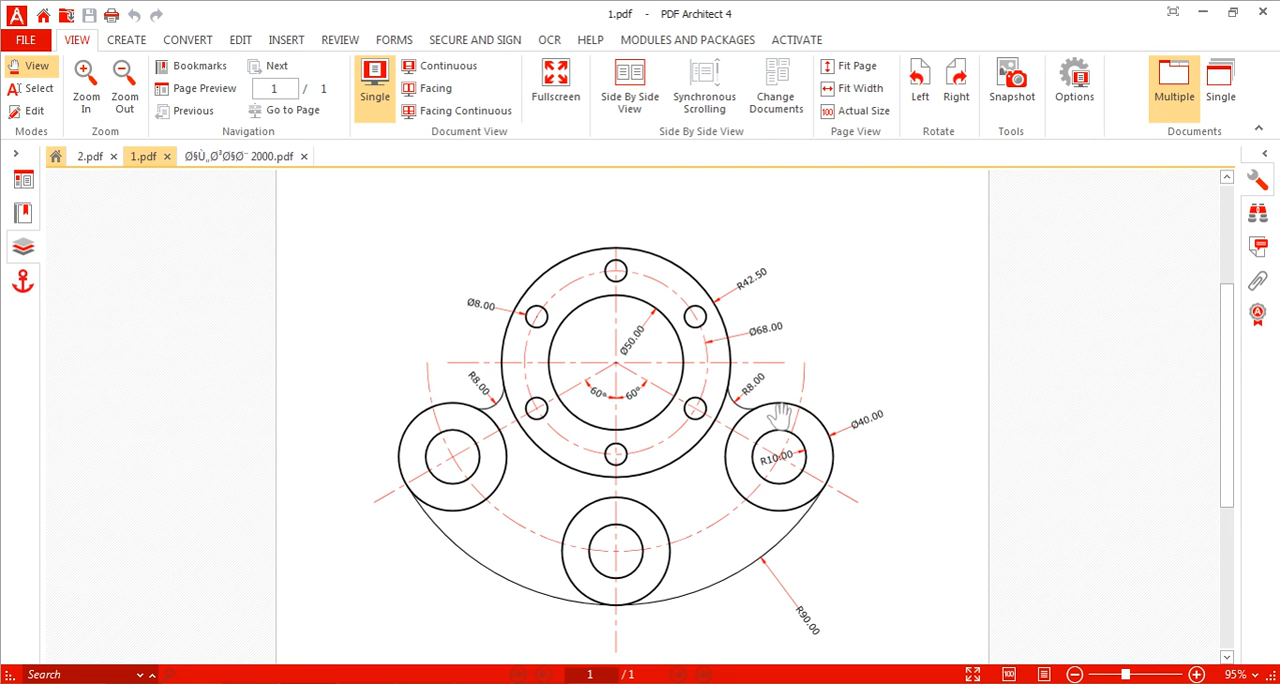 1.pdf - PDF Architect 4
FILE VIEW CREATE CONVERT EDIT INSERT REVIEW FORMS SECURE AND SIGN OCR HELP MODULES AND PACKAGES ACTIVATE
View
Select
Edit
Modes
Zoom In
Zoom Out
Zoom
Bookmarks
Page Preview
Previous
Next
1 / 1
Go to Page
Navigation
Single
Continuous
Facing
Facing Continuous
Document View
Fullscreen
Side By Side View
Synchronous Scrolling
Change Documents
Side By Side View
Fit Page
Fit Width
100 Actual Size
Page View
Left
Right
Rotate
Snapshot
Tools
Options
Multiple
Single
Documents
2.pdf × 1.pdf × Ø§Ù„Ø³Ø§Ø¨ 2000.pdf ×
R42.50
Ø8.00
Ø68.00
Ø50.00
R8.00
60°
60°
R8.00
Ø40.00
R10.00
R90.00
Search
1 / 1
100
95%